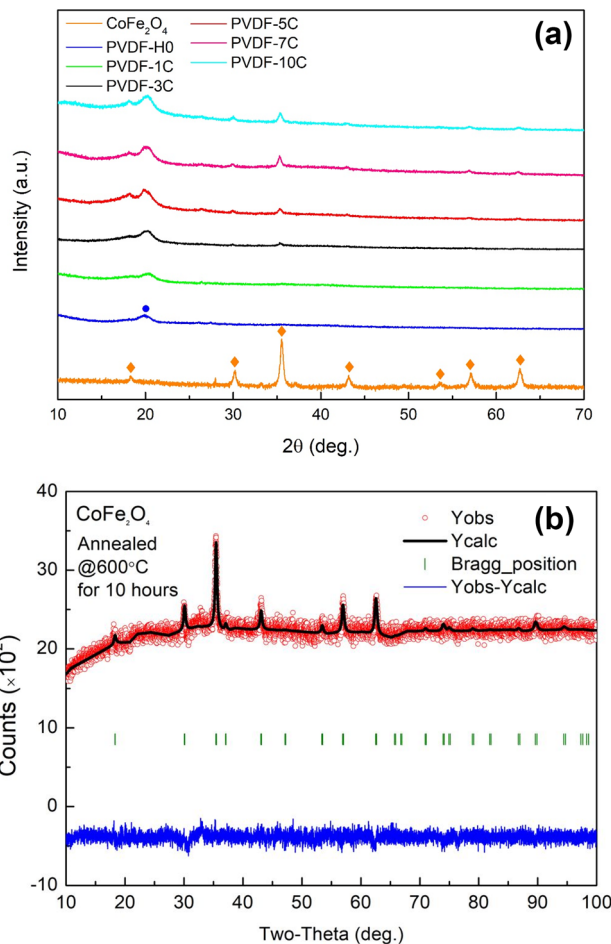 CoFe₂O₄
PVDF-H0
PVDF-1C
PVDF-3C
PVDF-5C
PVDF-7C
PVDF-10C
(a)
Intensity (a.u.)
10 20 30 40 50 60 70
2θ (deg.)
(b)
CoFe₂O₄
Annealed
@600°C
for 10 hours
Yobs
Ycalc
Bragg_position
Yobs-Ycalc
Counts (×10²)
40
30
20
10
0
-10
10 20 30 40 50 60 70 80 90 100
Two-Theta (deg.)